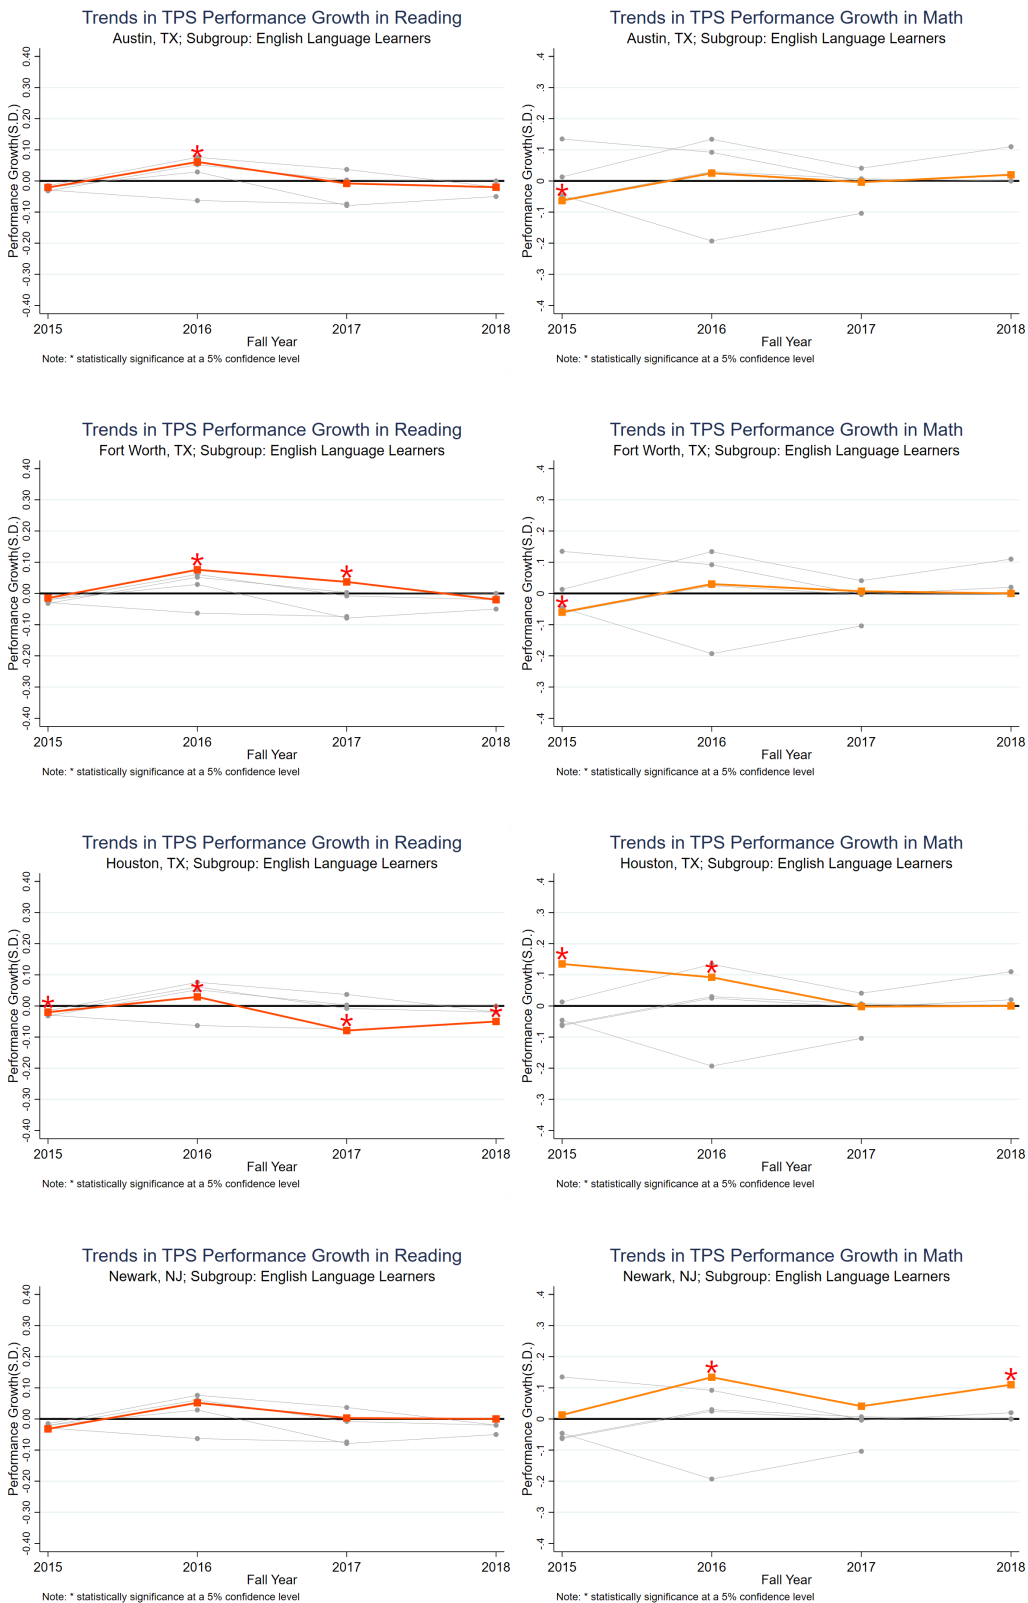 Trends in TPS Performance Growth in Reading
Austin, TX; Subgroup: English Language Learners
Performance Growth(S.D.)
0.40
0.30
0.20
0.10
0.00
-0.10
-0.20
-0.30
-0.40
*
2015 2016 2017 2018
Fall Year
Note: * statistically significance at a 5% confidence level
Trends in TPS Performance Growth in Math
Austin, TX; Subgroup: English Language Learners
Performance Growth(S.D.)
.4
.3
.2
.1
0
-.1
-.2
-.3
-.4
*
2015 2016 2017 2018
Fall Year
Note: * statistically significance at a 5% confidence level
Trends in TPS Performance Growth in Reading
Fort Worth, TX; Subgroup: English Language Learners
Performance Growth(S.D.)
0.40
0.30
0.20
0.10
0.00
-0.10
-0.20
-0.30
-0.40
* *
2015 2016 2017 2018
Fall Year
Note: * statistically significance at a 5% confidence level
Trends in TPS Performance Growth in Math
Fort Worth, TX; Subgroup: English Language Learners
Performance Growth(S.D.)
.4
.3
.2
.1
0
-.1
-.2
-.3
-.4
*
2015 2016 2017 2018
Fall Year
Note: * statistically significance at a 5% confidence level
Trends in TPS Performance Growth in Reading
Houston, TX; Subgroup: English Language Learners
Performance Growth(S.D.)
0.40
0.30
0.20
0.10
0.00
-0.10
-0.20
-0.30
-0.40
* * * *
2015 2016 2017 2018
Fall Year
Note: * statistically significance at a 5% confidence level
Trends in TPS Performance Growth in Math
Houston, TX; Subgroup: English Language Learners
Performance Growth(S.D.)
.4
.3
.2
.1
0
-.1
-.2
-.3
-.4
* *
2015 2016 2017 2018
Fall Year
Note: * statistically significance at a 5% confidence level
Trends in TPS Performance Growth in Reading
Newark, NJ; Subgroup: English Language Learners
Performance Growth(S.D.)
0.40
0.30
0.20
0.10
0.00
-0.10
-0.20
-0.30
-0.40
2015 2016 2017 2018
Fall Year
Note: * statistically significance at a 5% confidence level
Trends in TPS Performance Growth in Math
Newark, NJ; Subgroup: English Language Learners
Performance Growth(S.D.)
.4
.3
.2
.1
0
-.1
-.2
-.3
-.4
* *
2015 2016 2017 2018
Fall Year
Note: * statistically significance at a 5% confidence level